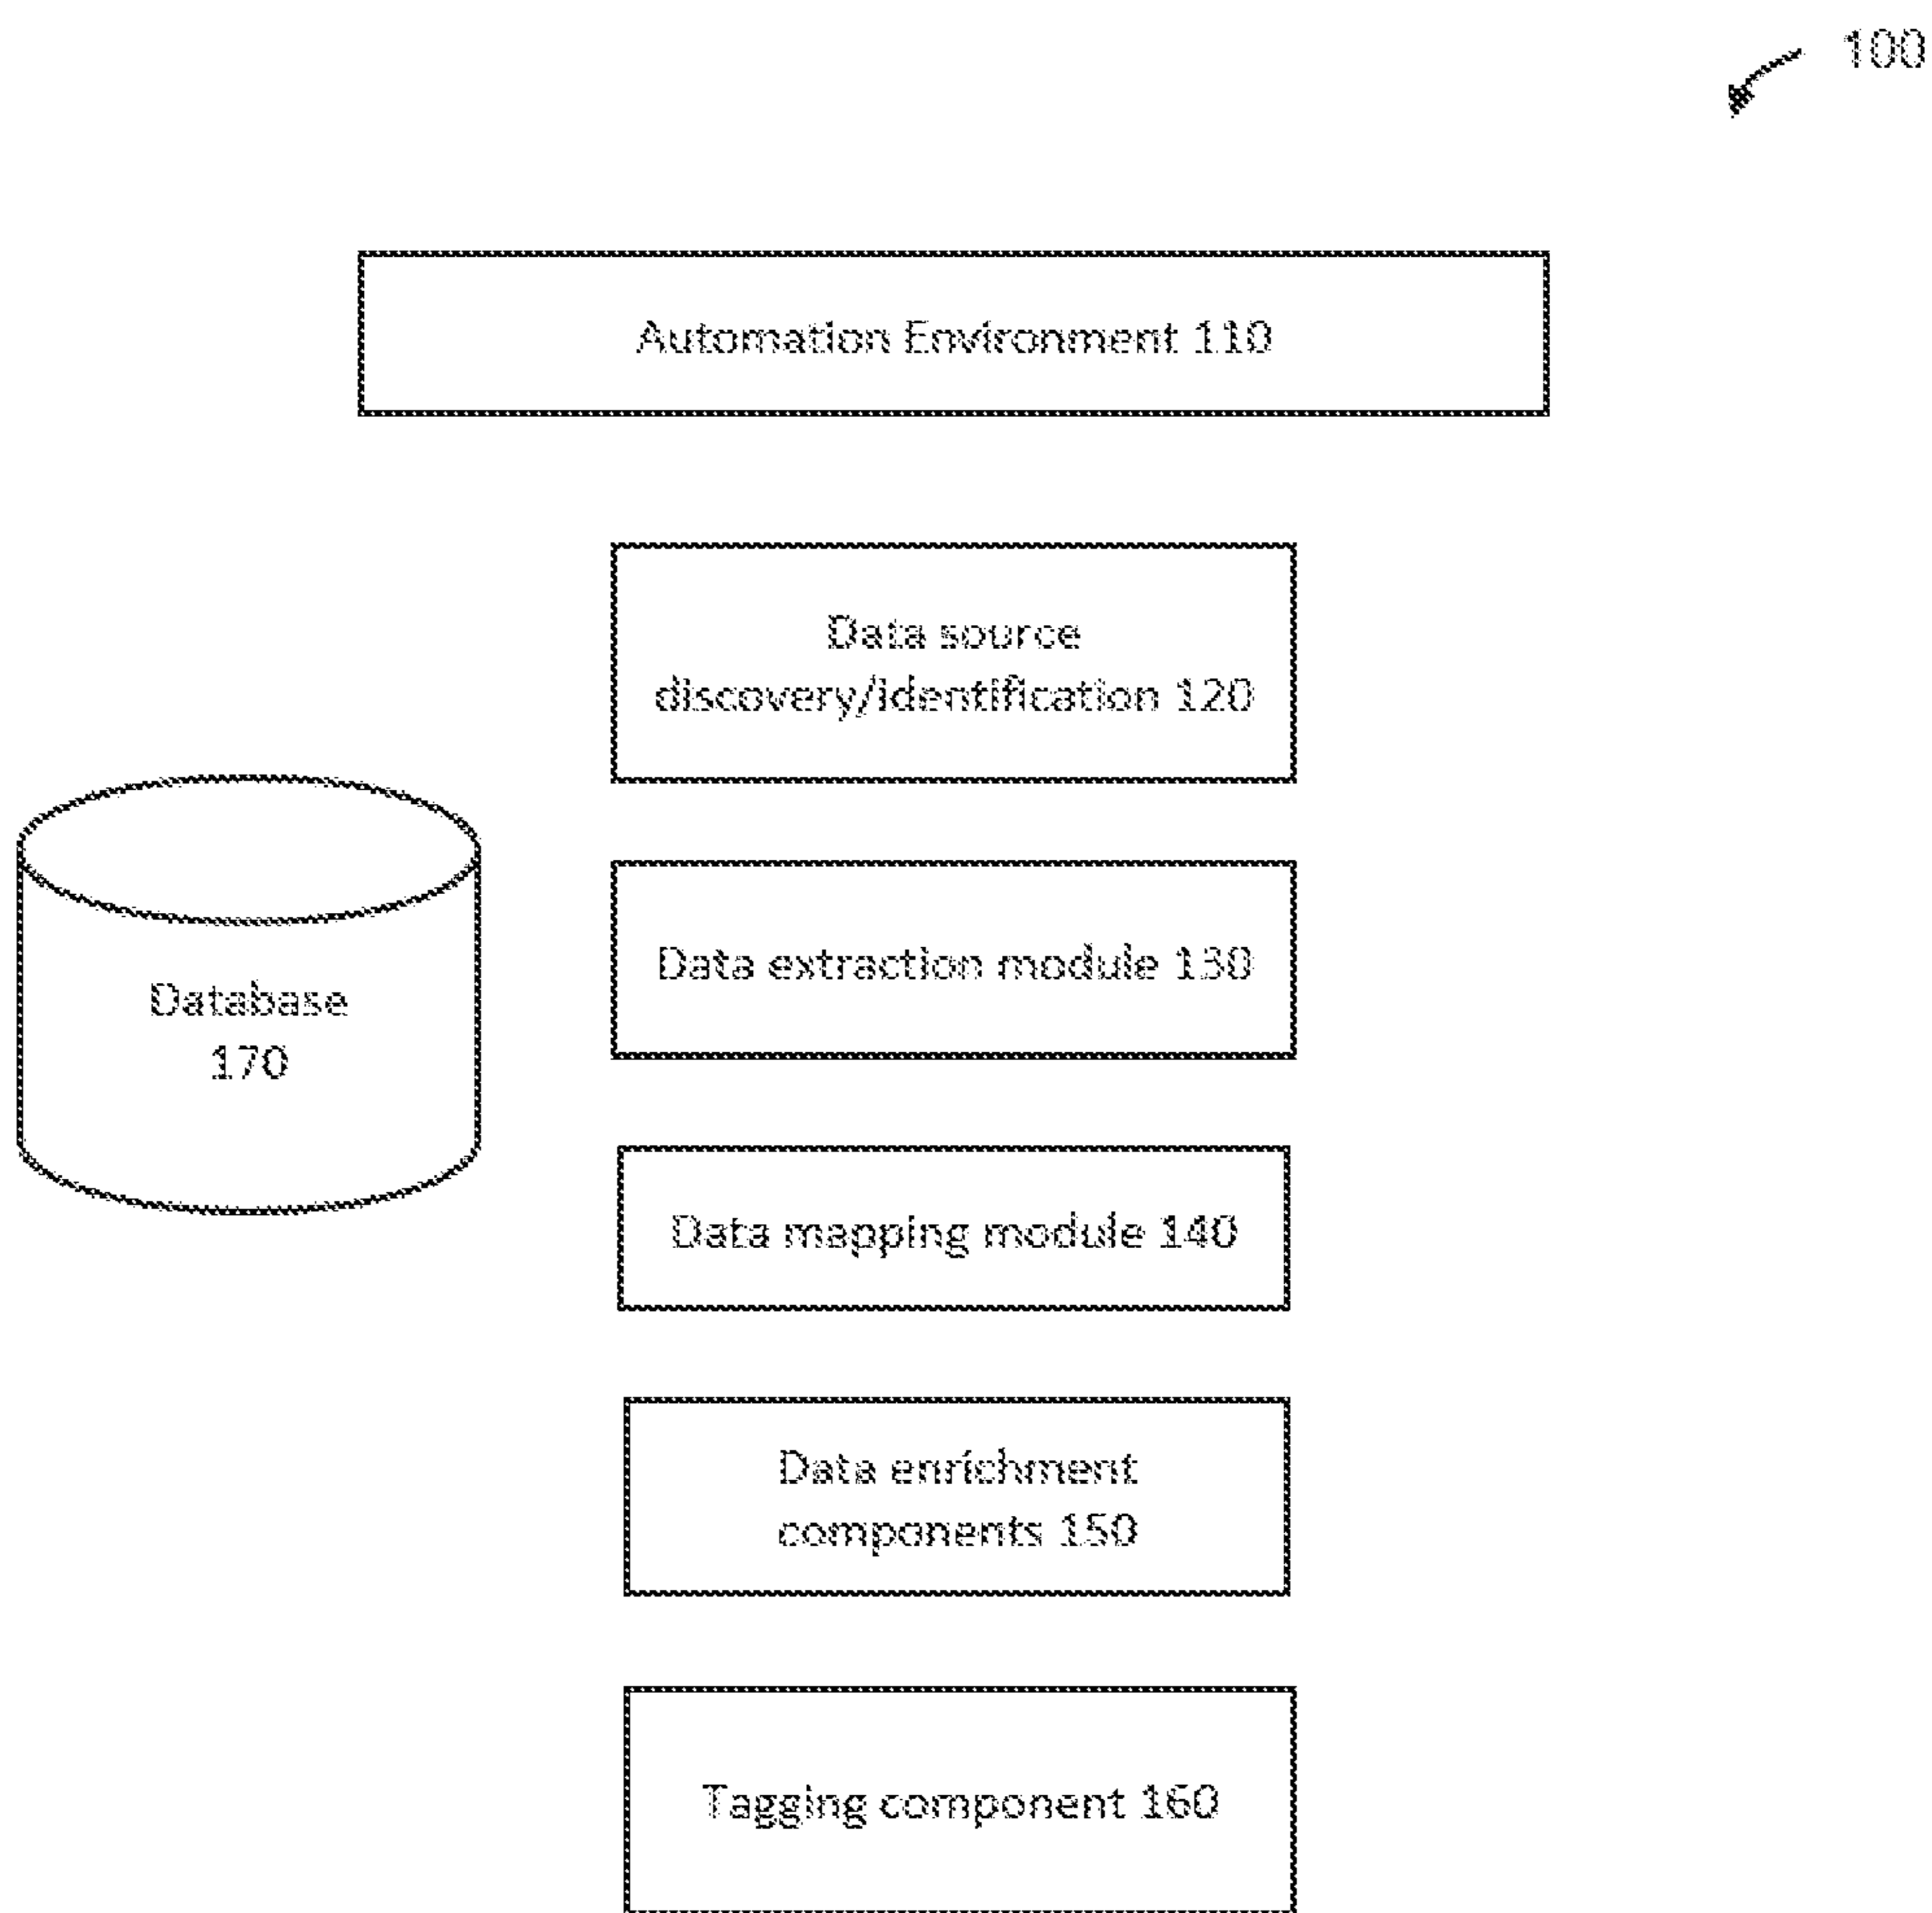 100
Automation Environment 110
Data source
discovery/identification 120
Data extraction module 130
Database
170
Data mapping module 140
Data enrichment
components 150
Tagging component 160